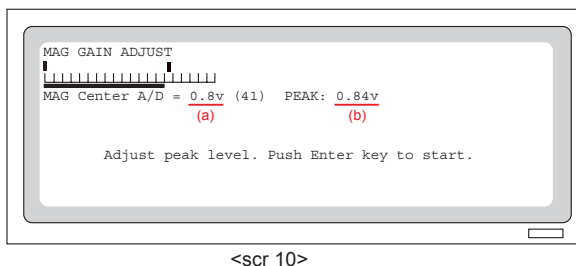 MAG GAIN ADJUST
MAG Center A/D = 0.8v (41) PEAK: 0.84v
(a) (b)
Adjust peak level. Push Enter key to start.
<scr 10>